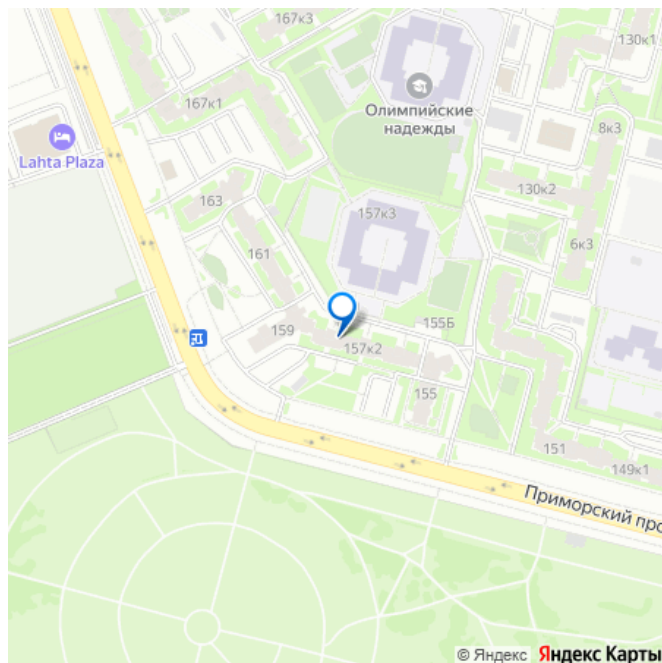 167к3
130к1
167к1
Олимпийские
надежды
8к3
Lahta Plaza
130к2
163
157к3
6к3
161
159
155Б
157к2
155
151
149к1
Приморский про
© Яндекс Яндекс Карты